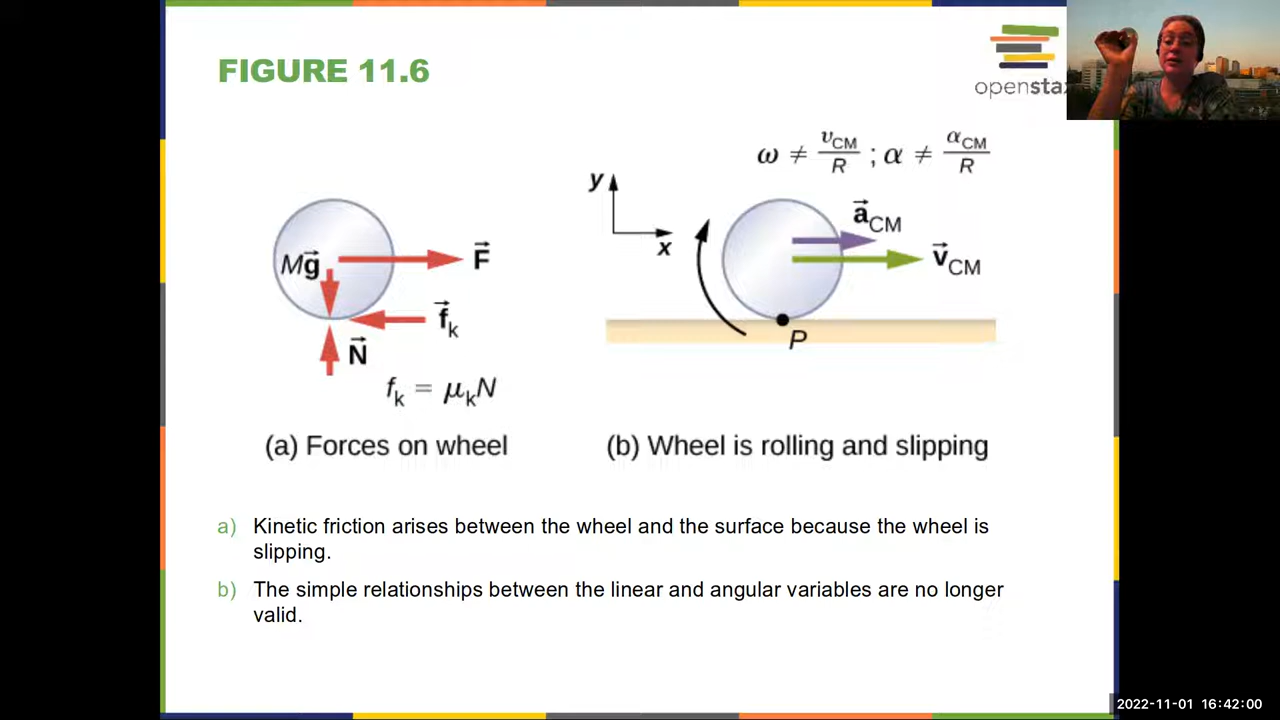 FIGURE 11.6
openstax
ω ≠ v_CM/R ; α ≠ α_CM/R
y
x
a⃗_CM
v⃗_CM
P
Mg⃗
F⃗
f⃗_k
N⃗
f_k = μ_k N
(a) Forces on wheel
(b) Wheel is rolling and slipping
a) Kinetic friction arises between the wheel and the surface because the wheel is
slipping.
b) The simple relationships between the linear and angular variables are no longer
valid.
2022-11-01 16:42:00